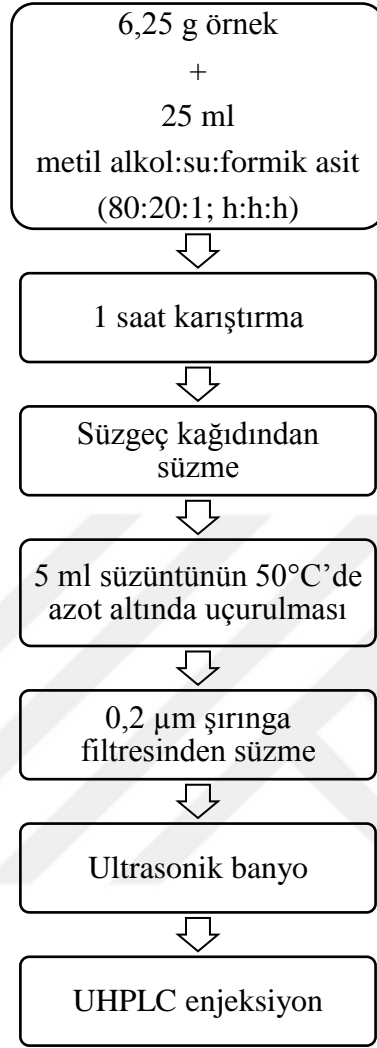 6,25 g örnek
+
25 ml
metil alkol:su:formik asit
(80:20:1; h:h:h)
1 saat karıştırma
Süzgeç kağıdından
süzme
5 ml süzüntünün 50°C’de
azot altında uçurulması
0,2 µm şırınga
filtresinden süzme
Ultrasonik banyo
UHPLC enjeksiyon